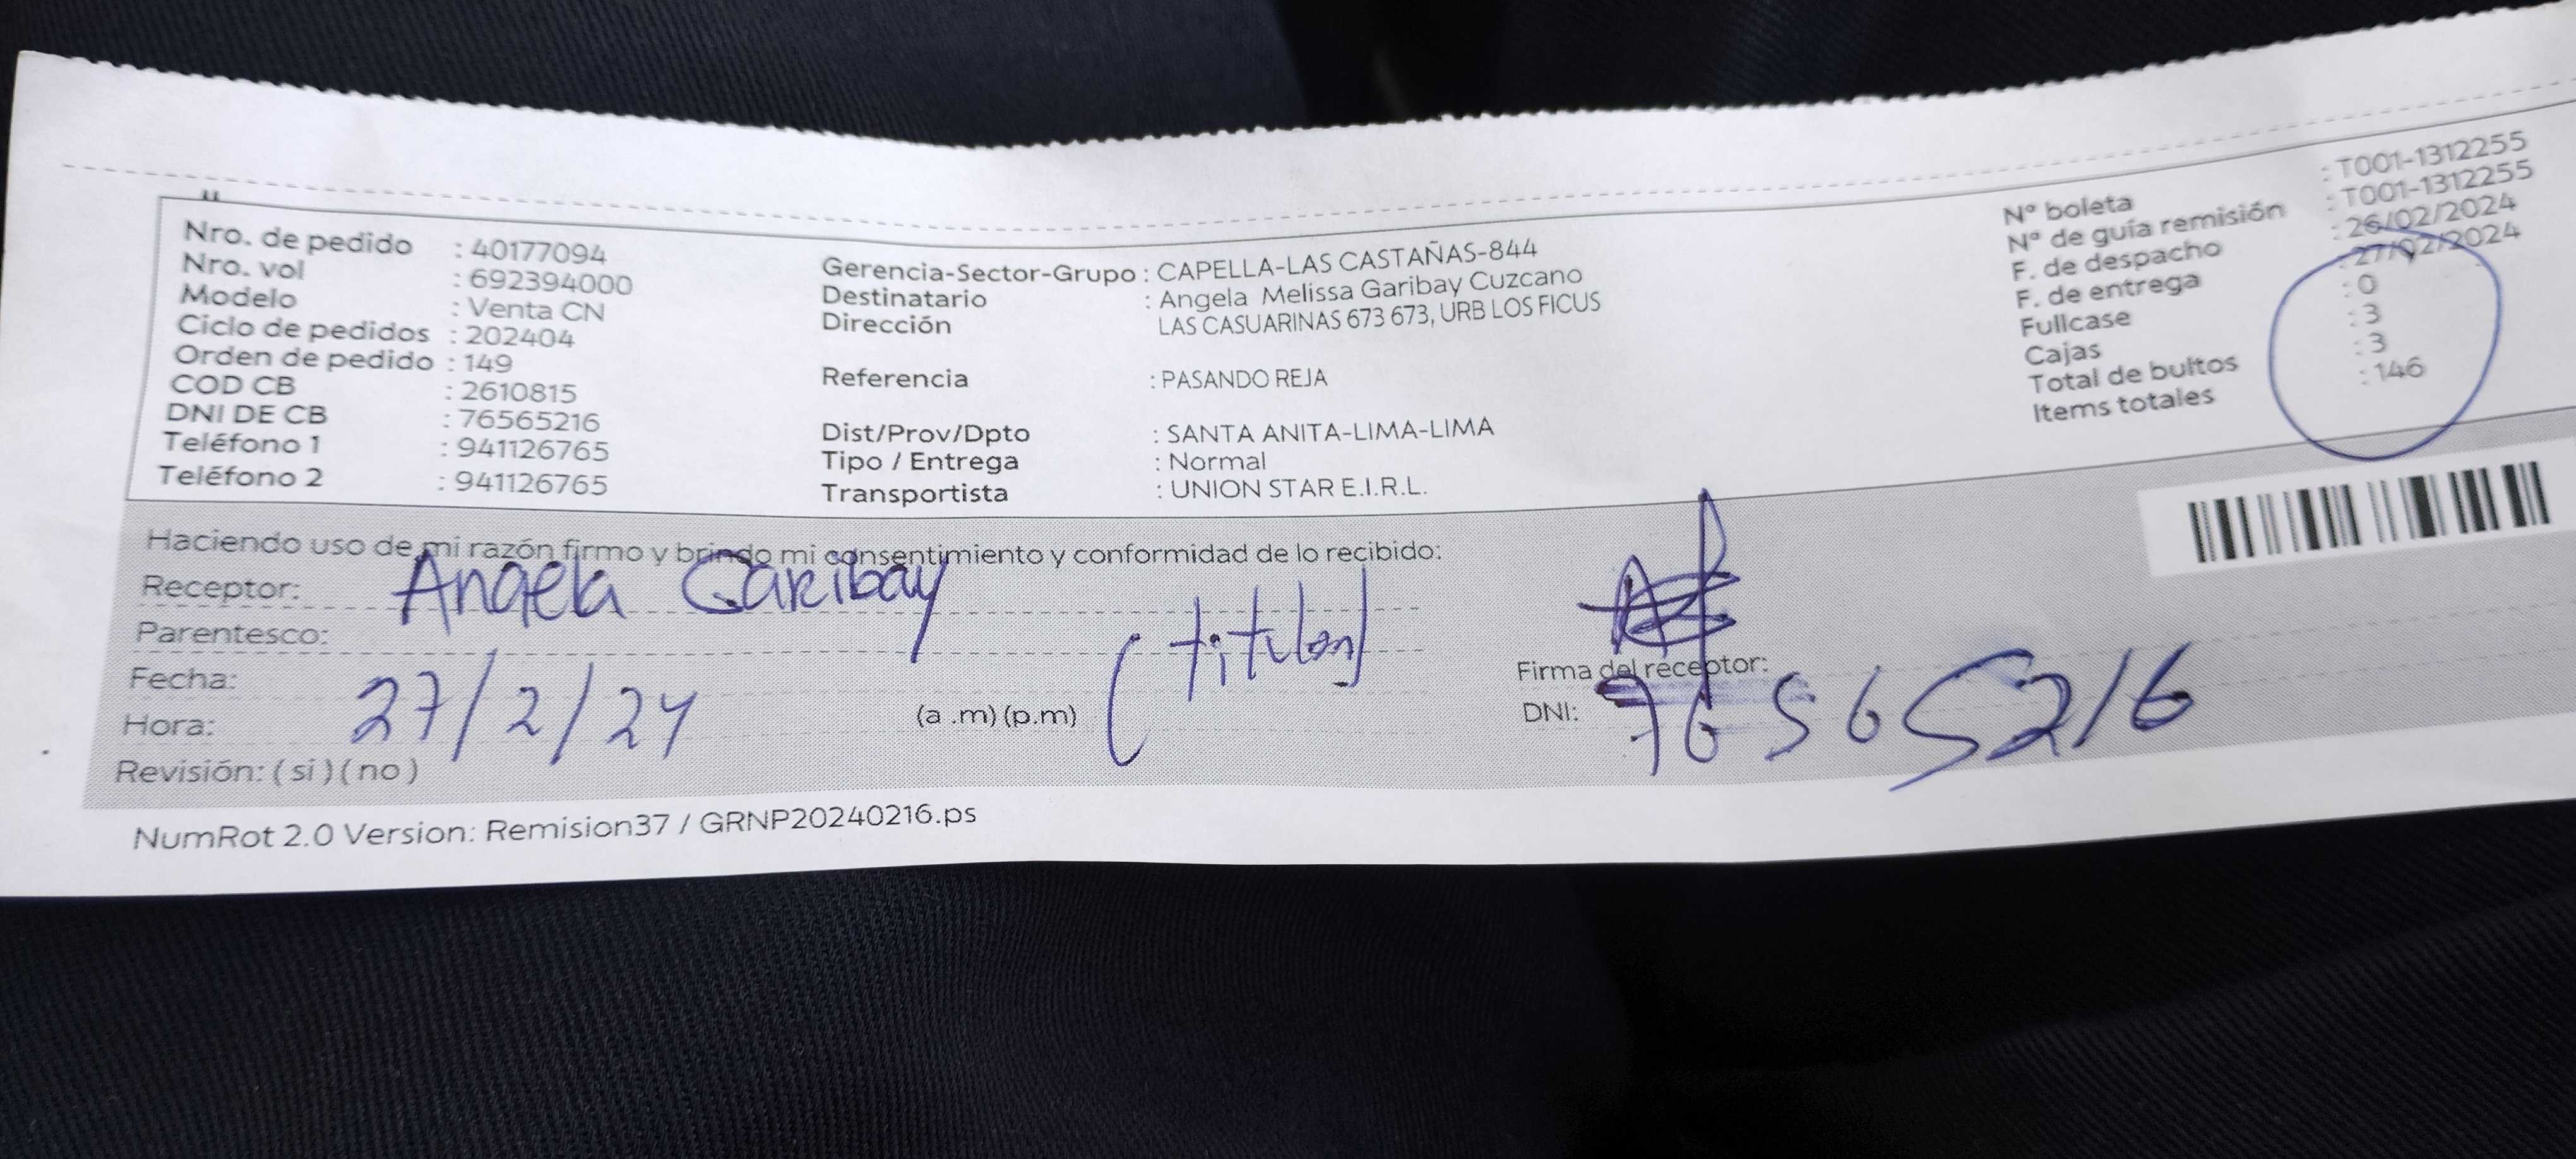 Nro. de pedido : 40177094
Nro. vol : 692394000
Modelo : Venta CN
Ciclo de pedidos : 202404
Orden de pedido : 149
COD CB : 2610815
DNI DE CB : 76565216
Teléfono 1 : 941126765
Teléfono 2 : 941126765
Gerencia-Sector-Grupo : CAPELLA-LAS CASTAÑAS-844
Destinatario : Angela Melissa Garibay Cuzcano
Dirección LAS CASUARINAS 673 673, URB LOS FICUS
Referencia : PASANDO REJA
Dist/Prov/Dpto : SANTA ANITA-LIMA-LIMA
Tipo / Entrega : Normal
Transportista : UNION STAR E.I.R.L.
N° boleta : T001-1312255
N° de guía remisión : T001-1312255
F. de despacho : 26/02/2024
F. de entrega : 27/02/2024
Fullcase : 0
Cajas : 3
Total de bultos : 3
Items totales : 146
Haciendo uso de mi razón firmo y brindo mi consentimiento y conformidad de lo recibido:
Receptor: Angela Garibay
Parentesco: (titular)
Fecha: 27/2/24
Hora: (a .m) (p.m)
Revisión: ( si ) ( no )
Firma del receptor:
DNI: 76565216
NumRot 2.0 Version: Remision37 / GRNP20240216.ps